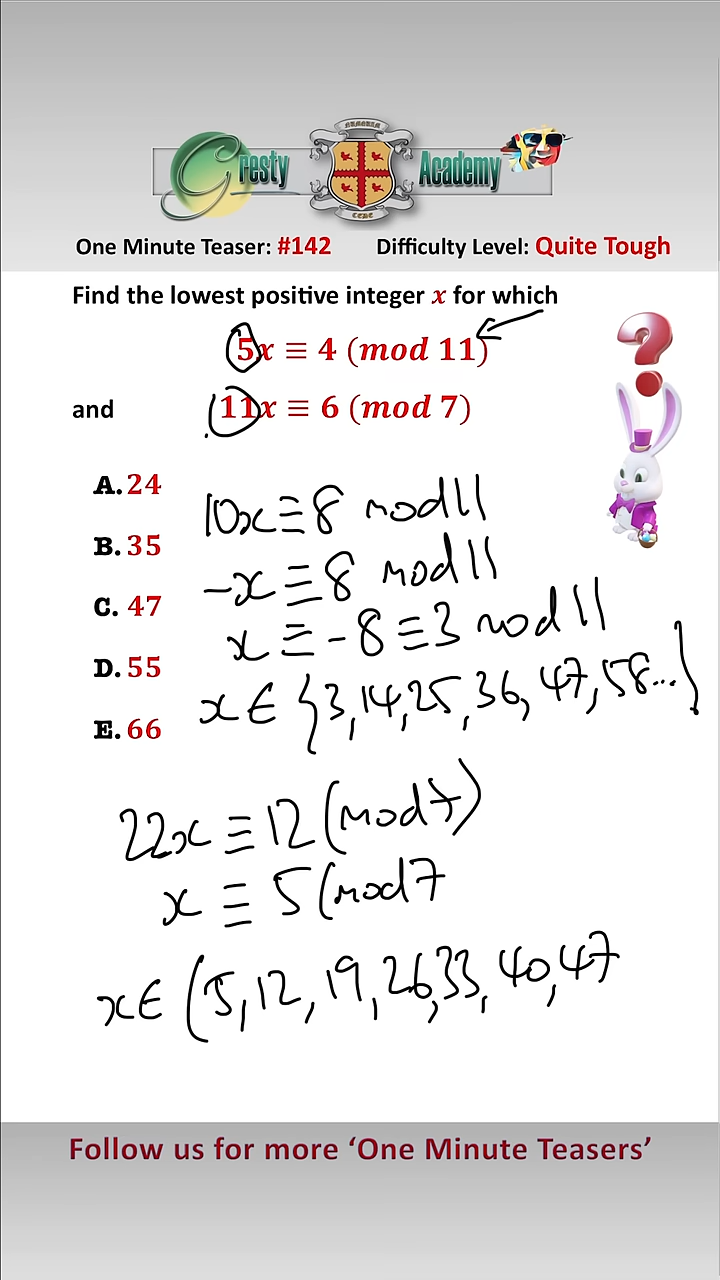 NUMQUAM
Gresty Academy
CEDE
One Minute Teaser: #142 Difficulty Level: Quite Tough
Find the lowest positive integer x for which
5x ≡ 4 (mod 11)
and 11x ≡ 6 (mod 7)
A. 24
B. 35
C. 47
D. 55
E. 66
10x ≡ 8 mod 11
-x ≡ 8 mod 11
x ≡ -8 ≡ 3 mod 11
x ∈ {3, 14, 25, 36, 47, 58...}
22x ≡ 12 (mod 7)
x ≡ 5 (mod 7
x ∈ (5, 12, 19, 26, 33, 40, 47
Follow us for more ‘One Minute Teasers’